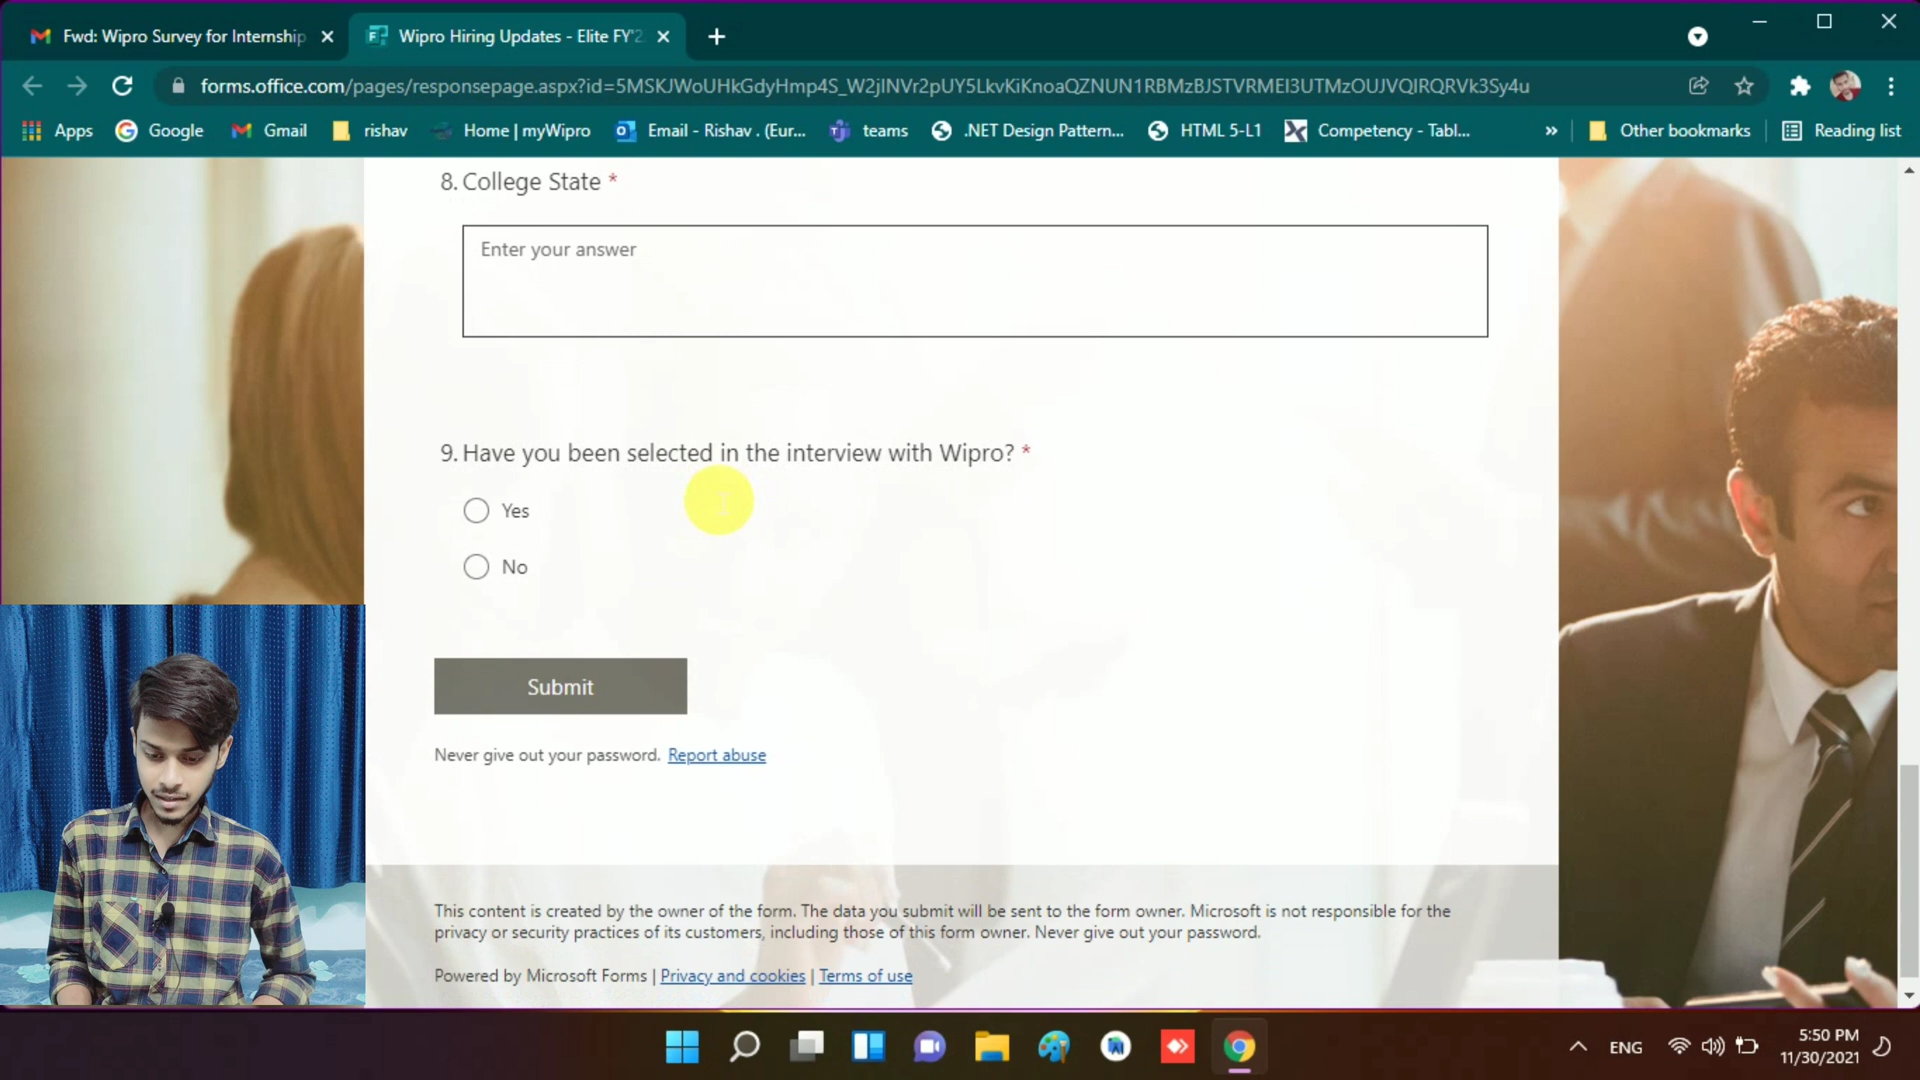 Fwd: Wipro Survey for Internship
Wipro Hiring Updates - Elite FY'2
forms.office.com/pages/responsepage.aspx?id=5MSKJWoUHkGdyHmp4S_W2jINVr2pUY5LkvKiKnoaQZNUN1RBMzBJSTVRMEI3UTMzOUJVQlRQRVk3Sy4u
Apps
Google
Gmail
rishav
Home | myWipro
Email - Rishav . (Eur...
teams
.NET Design Pattern...
HTML 5-L1
Competency - Tabl...
»
Other bookmarks
Reading list
8. College State *
Enter your answer
9. Have you been selected in the interview with Wipro? *
Yes
No
Submit
Never give out your password. Report abuse
This content is created by the owner of the form. The data you submit will be sent to the form owner. Microsoft is not responsible for the
privacy or security practices of its customers, including those of this form owner. Never give out your password.
Powered by Microsoft Forms | Privacy and cookies | Terms of use
ENG
5:50 PM
11/30/2021